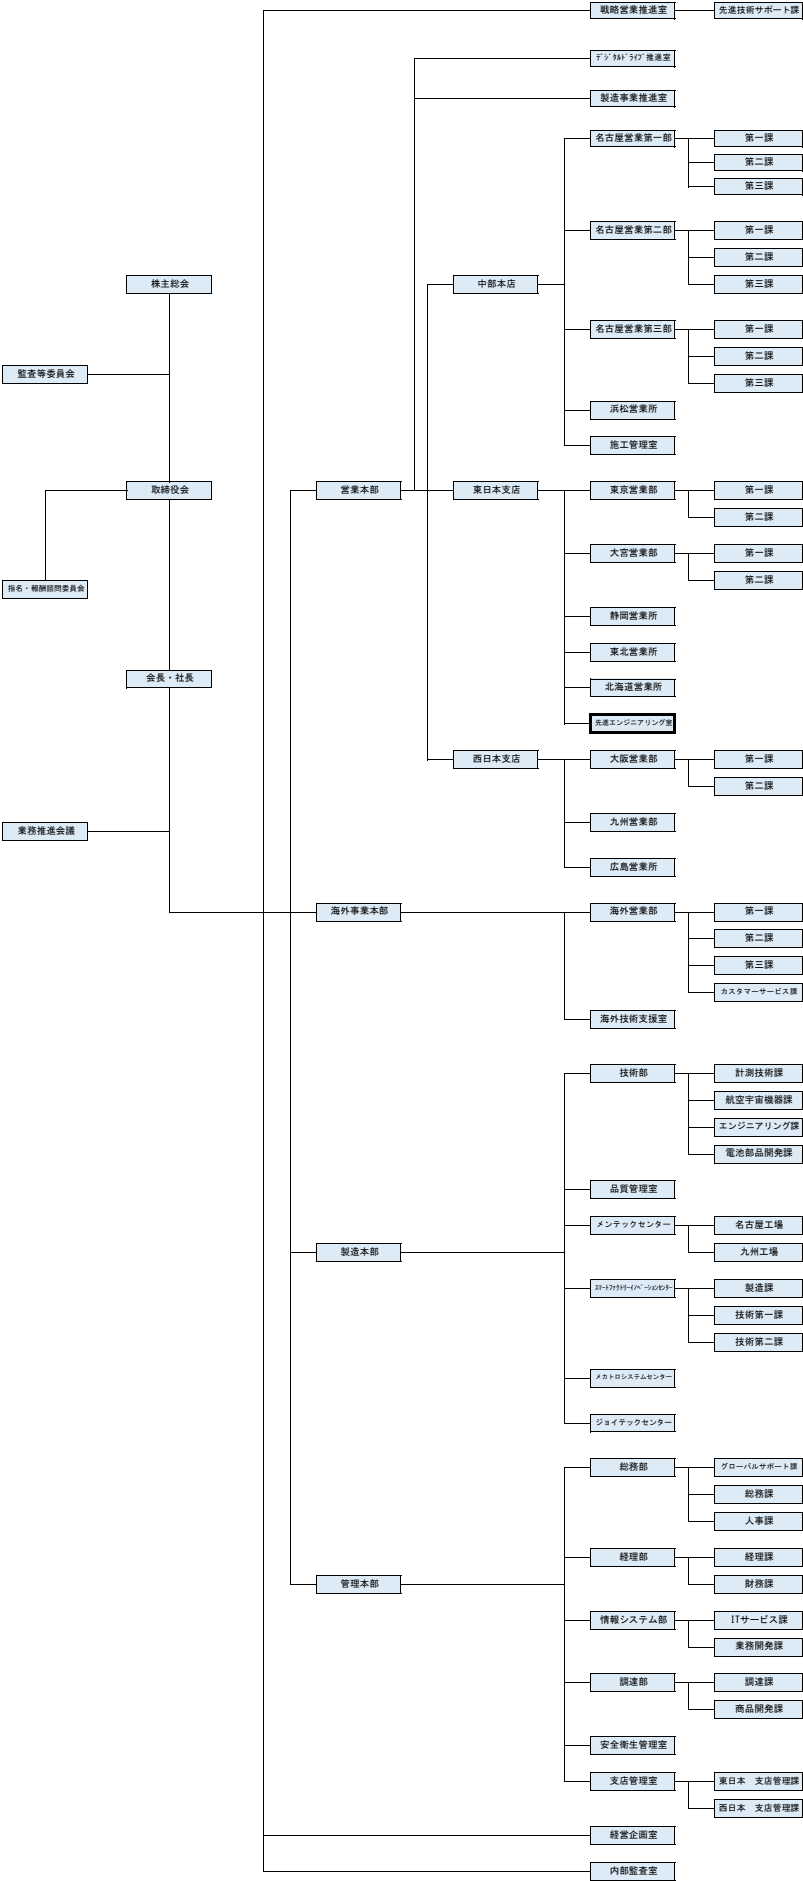 戦略営業推進室
先進技術サポート課
デジタルドライブ推進室
製造事業推進室
名古屋営業第一部
第一課
第二課
第三課
名古屋営業第二部
第一課
第二課
第三課
株主総会
中部本店
名古屋営業第三部
第一課
第二課
第三課
監査等委員会
浜松営業所
施工管理室
取締役会
営業本部
東日本支店
東京営業部
第一課
第二課
大宮営業部
第一課
第二課
指名・報酬諮問委員会
静岡営業所
東北営業所
会長・社長
北海道営業所
先進エンジニアリング室
西日本支店
大阪営業部
第一課
第二課
業務推進会議
九州営業部
広島営業所
海外事業本部
海外営業部
第一課
第二課
第三課
カスタマーサービス課
海外技術支援室
技術部
計測技術課
航空宇宙機器課
エンジニアリング課
電池部品開発課
品質管理室
メンテックセンター
名古屋工場
九州工場
製造本部
スマートファクトリーイノベーションセンター
製造課
技術第一課
技術第二課
メカトロシステムセンター
ジョイテックセンター
総務部
グローバルサポート課
総務課
人事課
経理部
経理課
財務課
管理本部
情報システム部
ITサービス課
業務開発課
調達部
調達課
商品開発課
安全衛生管理室
支店管理室
東日本　支店管理課
西日本　支店管理課
経営企画室
内部監査室